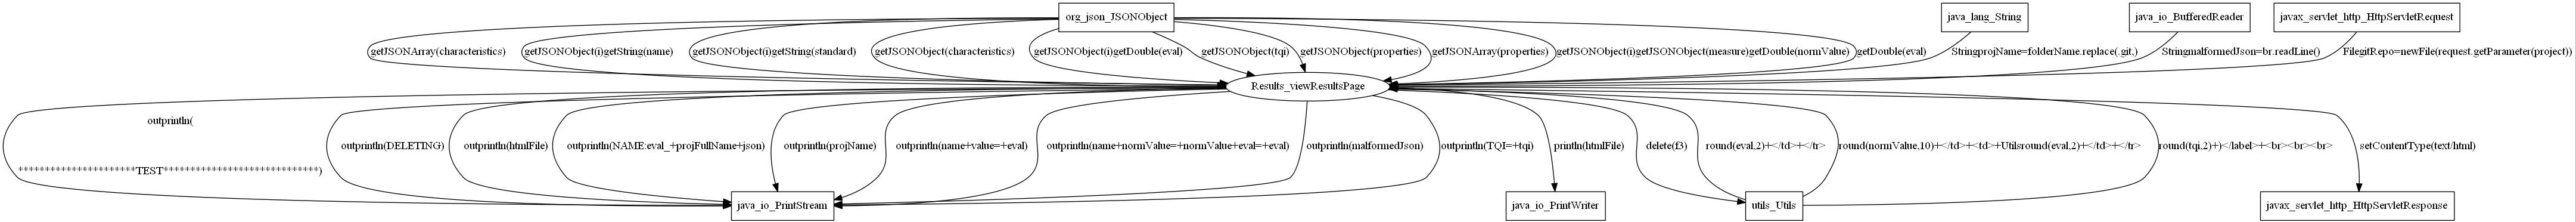 org_json_JSONObject
java_lang_String
java_io_BufferedReader
javax_servlet_http_HttpServletRequest
getJSONArray(characteristics)
getJSONObject(i)getString(name)
getJSONObject(i)getString(standard)
getJSONObject(characteristics)
getJSONObject(i)getDouble(eval)
getJSONObject(tqi)
getJSONObject(properties)
getJSONArray(properties)
getJSONObject(i)getJSONObject(measure)getDouble(normValue)
getDouble(eval)
StringprojName=folderName.replace(.git,)
StringmalformedJson=br.readLine()
FilegitRepo=newFile(request.getParameter(project))
Results_viewResultsPage
outprintln(
outprintln(DELETING)
outprintln(htmlFile)
outprintln(NAME:eval_+projFullName+json)
outprintln(projName)
outprintln(name+value=+eval)
outprintln(name+normValue=+normValue+eval=+eval)
outprintln(malformedJson)
outprintln(TQI=+tqi)
println(htmlFile)
delete(f3)
round(eval,2)+</td>+</tr>
round(normValue,10)+</td>+<td>+Utilsround(eval,2)+</td>+</tr>
round(tqi,2)+)</label>+<br><br><br>
setContentType(text/html)
*********************TEST****************************)
java_io_PrintStream
java_io_PrintWriter
utils_Utils
javax_servlet_http_HttpServletResponse